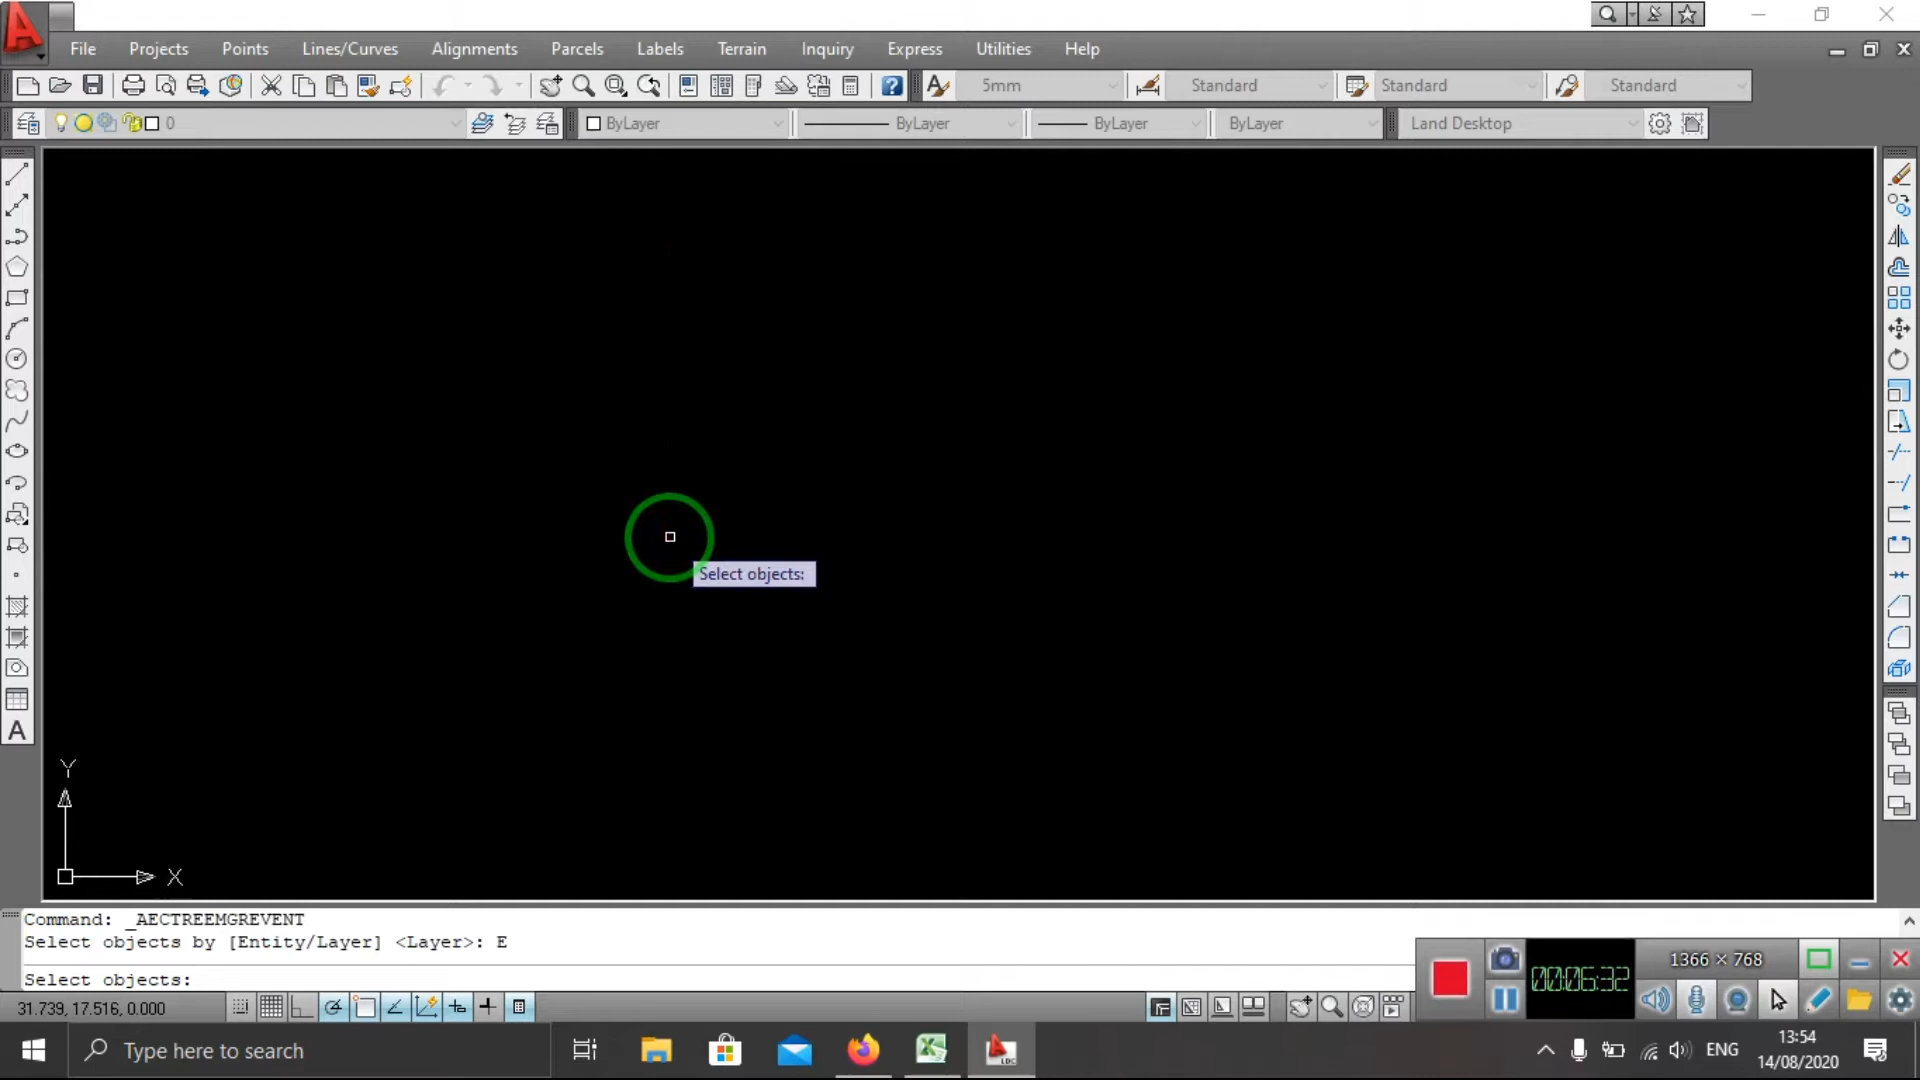 File Projects Points Lines/Curves Alignments Parcels Labels Terrain Inquiry Express Utilities Help
5mm Standard Standard Standard
0 ByLayer ByLayer ByLayer ByLayer Land Desktop
Select objects:
A
Y
X
Command: _AECTREEMGREVENT
Select objects by [Entity/Layer] <Layer>: E
Select objects:
1366 × 768
00:06:32
31.739, 17.516, 0.000
Type here to search
LDC
ENG
13:54
14/08/2020